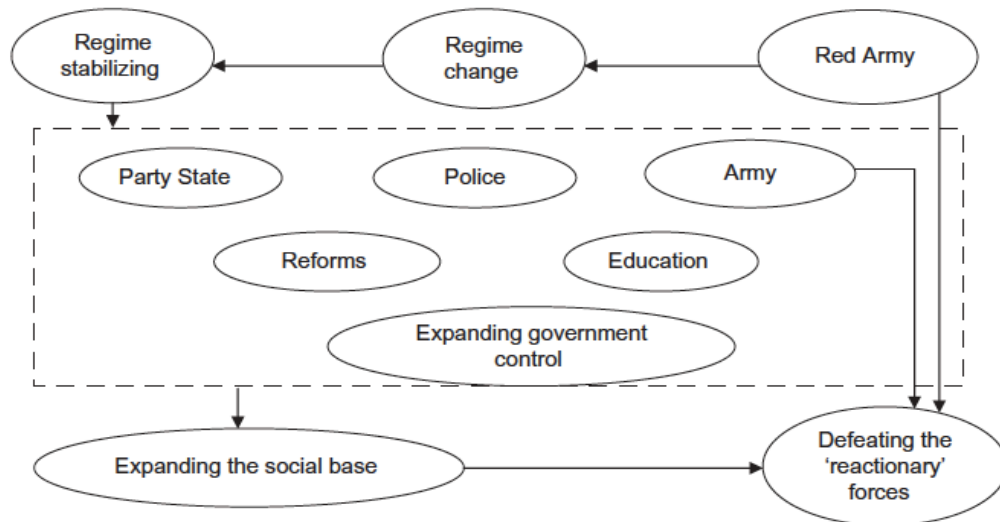 Regime
stabilizing
Regime
change
Red Army
Party State
Police
Army
Reforms
Education
Expanding government
control
Expanding the social base
Defeating the
‘reactionary’
forces